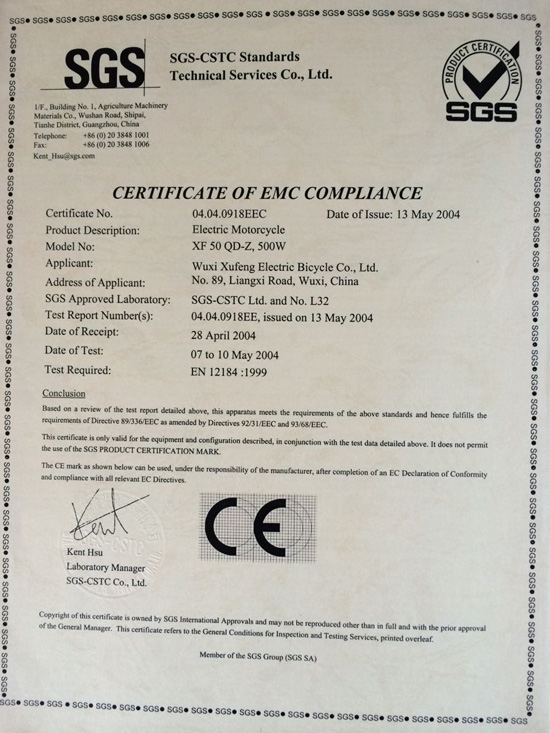 SGS
SGS-CSTC Standards
Technical Services Co., Ltd.
PRODUCT CERTIFICATION
SGS
1/F., Building No. 1, Agriculture Machinery
Materials Co., Wushan Road, Shipai,
Tianhe District, Guangzhou, China
Telephone: +86 (0) 20 3848 1001
Fax: +86 (0) 20 3848 1006
Kent_Hsu@sgs.com
CERTIFICATE OF EMC COMPLIANCE
Certificate No. 04.04.0918EEC Date of Issue: 13 May 2004
Product Description: Electric Motorcycle
Model No: XF 50 QD-Z, 500W
Applicant: Wuxi Xufeng Electric Bicycle Co., Ltd.
Address of Applicant: No. 89, Liangxi Road, Wuxi, China
SGS Approved Laboratory: SGS-CSTC Ltd. and No. L32
Test Report Number(s): 04.04.0918EE, issued on 13 May 2004
Date of Receipt: 28 April 2004
Date of Test: 07 to 10 May 2004
Test Required: EN 12184 :1999
Conclusion
Based on a review of the test report detailed above, this apparatus meets the requirements of the above standards and hence fulfills the
requirements of Directive 89/336/EEC as amended by Directives 92/31/EEC and 93/68/EEC.
This certificate is only valid for the equipment and configuration described, in conjunction with the test data detailed above. It does not permit
the use of the SGS PRODUCT CERTIFICATION MARK.
The CE mark as shown below can be used, under the responsibility of the manufacturer, after completion of an EC Declaration of Conformity
and compliance with all relevant EC Directives.
Kent
CE
Kent Hsu
Laboratory Manager
SGS-CSTC Co., Ltd.
Copyright of this certificate is owned by SGS International Approvals and may not be reproduced other than in full and with the prior approval
of the General Manager. This certificate refers to the General Conditions for Inspection and Testing Services, printed overleaf.
Member of the SGS Group (SGS SA)